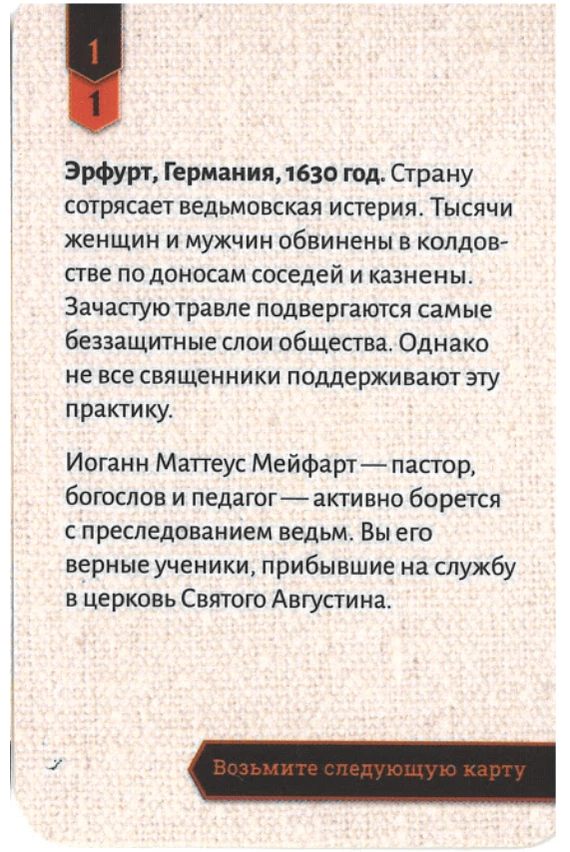 1
1
Эрфурт, Германия, 1630 год. Страну
сотрясает ведьмовская истерия. Тысячи
женщин и мужчин обвинены в колдов-
стве по доносам соседей и казнены.
Зачастую травле подвергаются самые
беззащитные слои общества. Однако
не все священники поддерживают эту
практику.
Иоганн Маттеус Мейфарт — пастор,
богослов и педагог — активно борется
с преследованием ведьм. Вы его
верные ученики, прибывшие на службу
в церковь Святого Августина.
Возьмите следующую карту